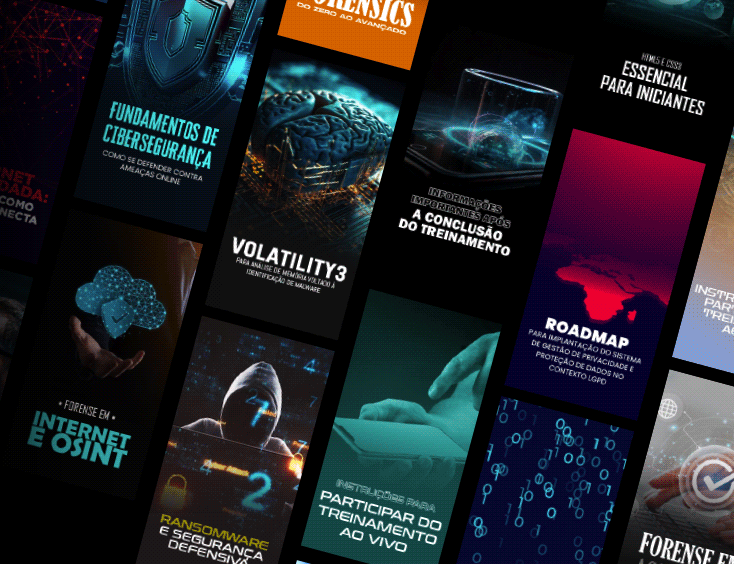 DO ZERO AO AVANÇADO
HTML5 E CSS3
ESSENCIAL
PARA INICIANTES
FUNDAMENTOS DE
CIBERSEGURANÇA
COMO SE DEFENDER CONTRA
AMEAÇAS ONLINE
VOLATILITY3
PARA ANÁLISE DE MEMÓRIA VOLTADO À
IDENTIFICAÇÃO DE MALWARE
INFORMAÇÕES
IMPORTANTES APÓS
A CONCLUSÃO
DO TREINAMENTO
ROADMAP
PARA IMPLANTAÇÃO DO SISTEMA
DE GESTÃO DE PRIVACIDADE E
PROTEÇÃO DE DADOS NO
CONTEXTO LGPD
• FORENSE EM •
INTERNET
E OSINT
Cyber Attack
RANSOMWARE
E SEGURANÇA
DEFENSIVA
INSTRUÇÕES PARA
PARTICIPAR DO
TREINAMENTO
AO VIVO